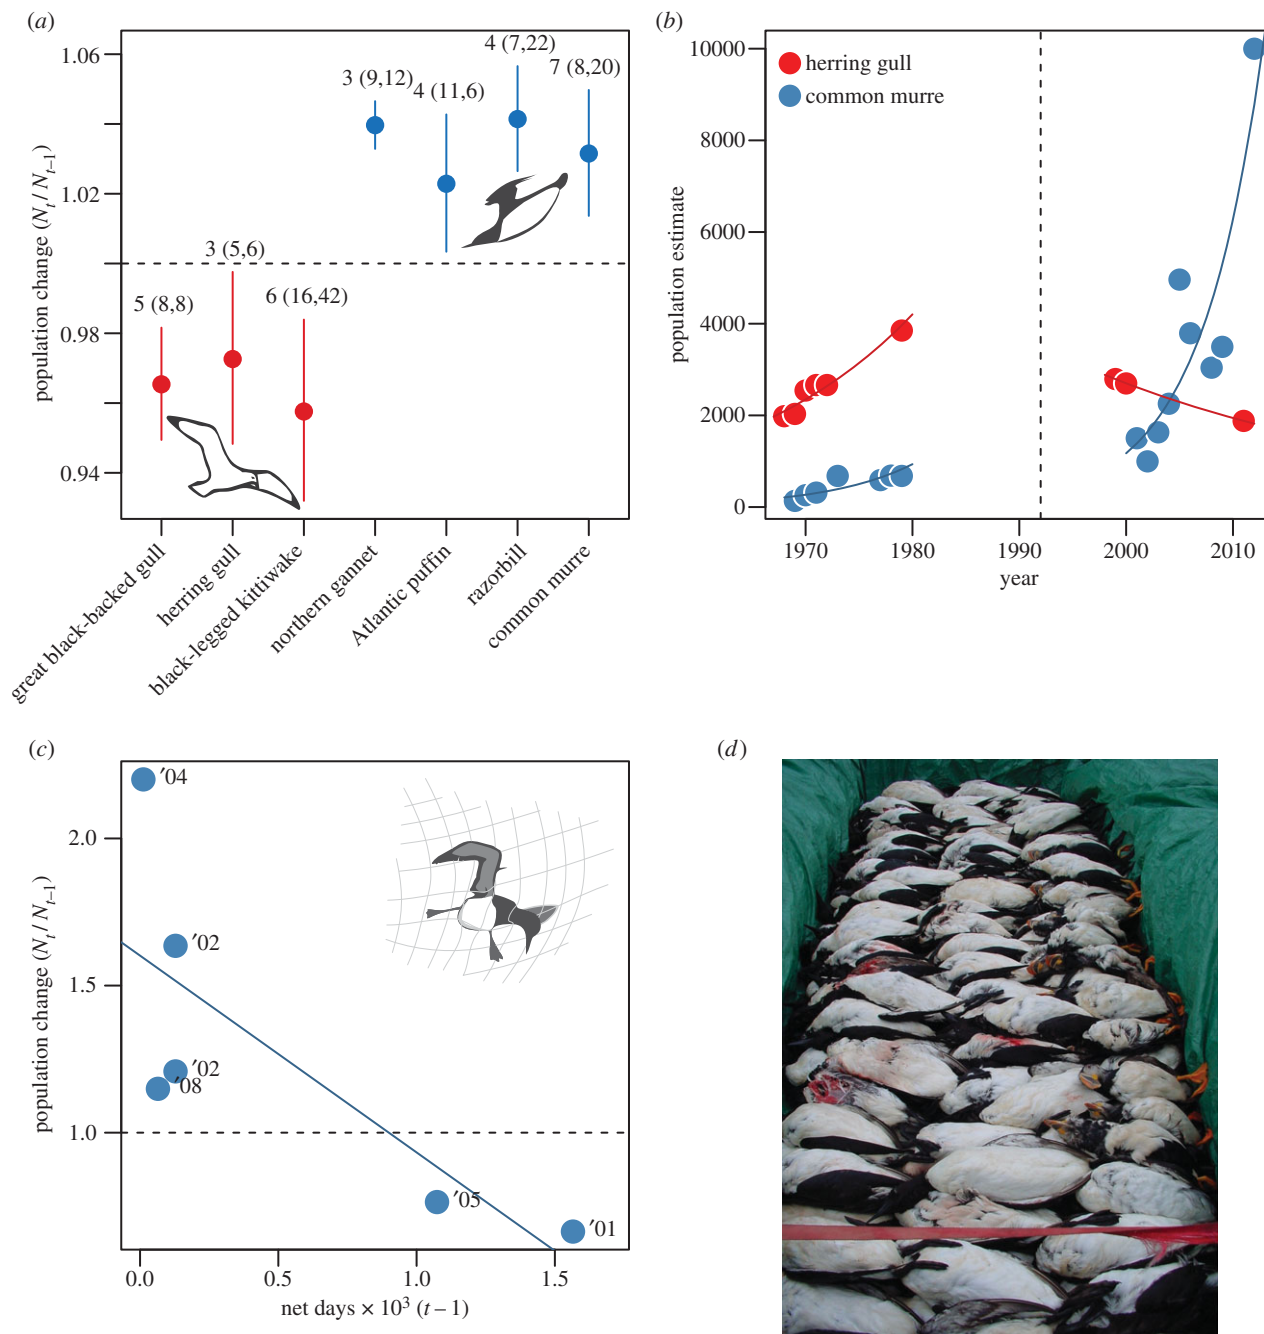 (a)
population change (Nt / Nt–1)
1.06
1.02
0.98
0.94
5 (8,8)
3 (5,6)
6 (16,42)
3 (9,12)
4 (11,6)
4 (7,22)
7 (8,20)
great black-backed gull
herring gull
black-legged kittiwake
northern gannet
Atlantic puffin
razorbill
common murre
(b)
population estimate
10000
8000
6000
4000
2000
0
herring gull
common murre
1970 1980 1990 2000 2010
year
(c)
population change (Nt / Nt–1)
2.0
1.5
1.0
′04
′02
′02
′08
′05
′01
0.0 0.5 1.0 1.5
net days × 10³ (t – 1)
(d)